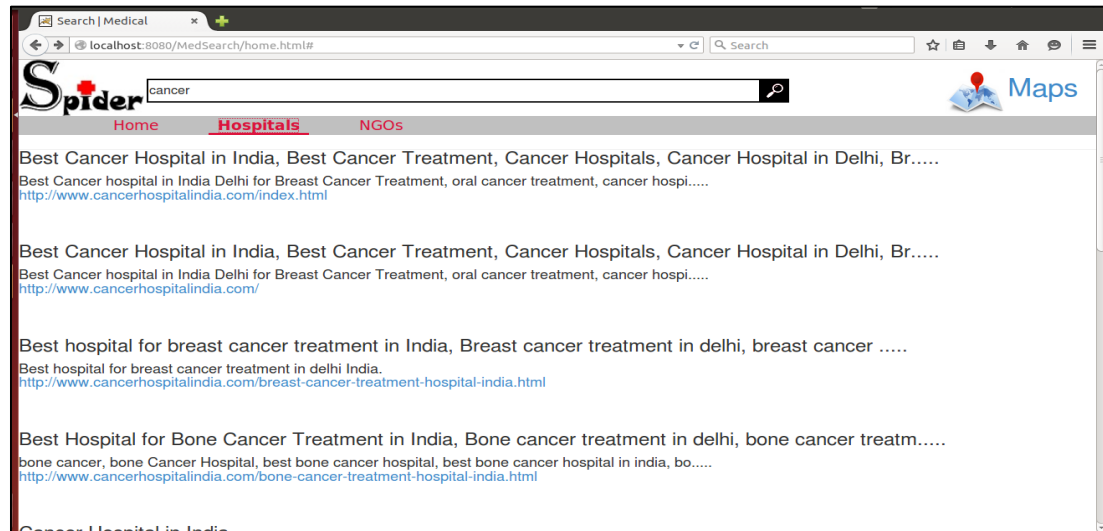 Search | Medical
localhost:8080/MedSearch/home.html#
Search
Spider
cancer
Maps
Home Hospitals NGOs
Best Cancer Hospital in India, Best Cancer Treatment, Cancer Hospitals, Cancer Hospital in Delhi, Br.....
Best Cancer hospital in India Delhi for Breast Cancer Treatment, oral cancer treatment, cancer hospi.....
http://www.cancerhospitalindia.com/index.html
Best Cancer Hospital in India, Best Cancer Treatment, Cancer Hospitals, Cancer Hospital in Delhi, Br.....
Best Cancer hospital in India Delhi for Breast Cancer Treatment, oral cancer treatment, cancer hospi.....
http://www.cancerhospitalindia.com/
Best hospital for breast cancer treatment in India, Breast cancer treatment in delhi, breast cancer .....
Best hospital for breast cancer treatment in delhi India.
http://www.cancerhospitalindia.com/breast-cancer-treatment-hospital-india.html
Best Hospital for Bone Cancer Treatment in India, Bone cancer treatment in delhi, bone cancer treatm.....
bone cancer, bone Cancer Hospital, best bone cancer hospital, best bone cancer hospital in india, bo.....
http://www.cancerhospitalindia.com/bone-cancer-treatment-hospital-india.html
Cancer Hospital in India